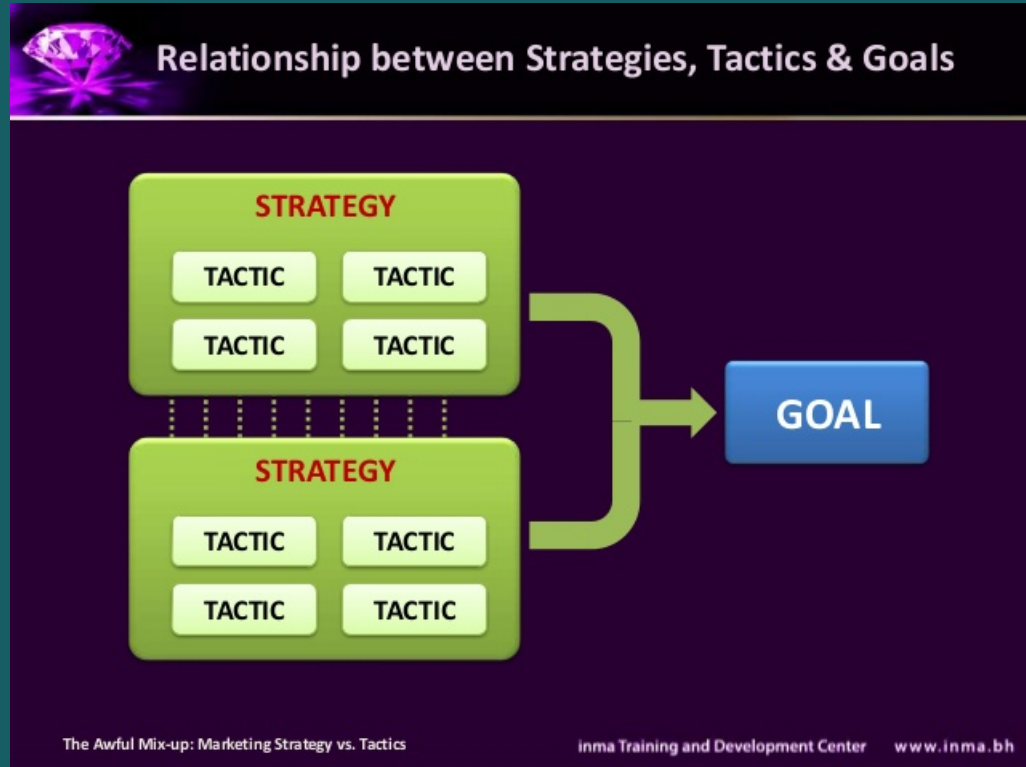 Relationship between Strategies, Tactics & Goals
STRATEGY
TACTIC TACTIC
TACTIC TACTIC
STRATEGY
TACTIC TACTIC
TACTIC TACTIC
GOAL
The Awful Mix-up: Marketing Strategy vs. Tactics
inma Training and Development Center www.inma.bh